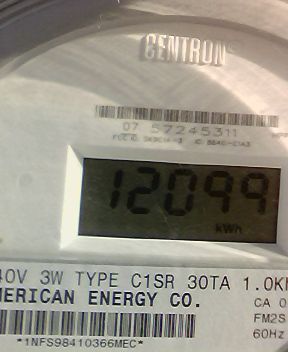 CENTRON
07 57245311
12099
kWh
40V 3W TYPE C1SR 30TA 1.0K
MERICAN ENERGY CO.
CA 0
FM2S
60Hz
*1NFS98410366MEC*